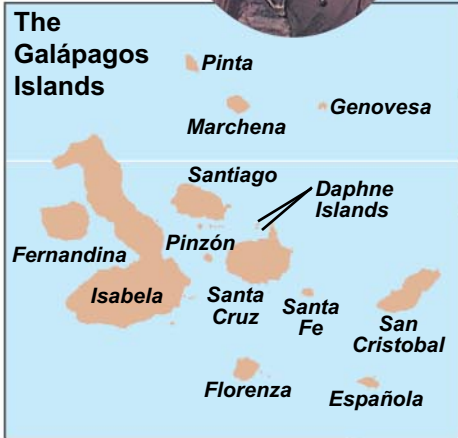 The
Galápagos
Islands
Pinta
Genovesa
Marchena
Santiago
Daphne
Islands
Pinzón
Fernandina
Isabela
Santa
Cruz
Santa
Fe
San
Cristobal
Florenza
Española